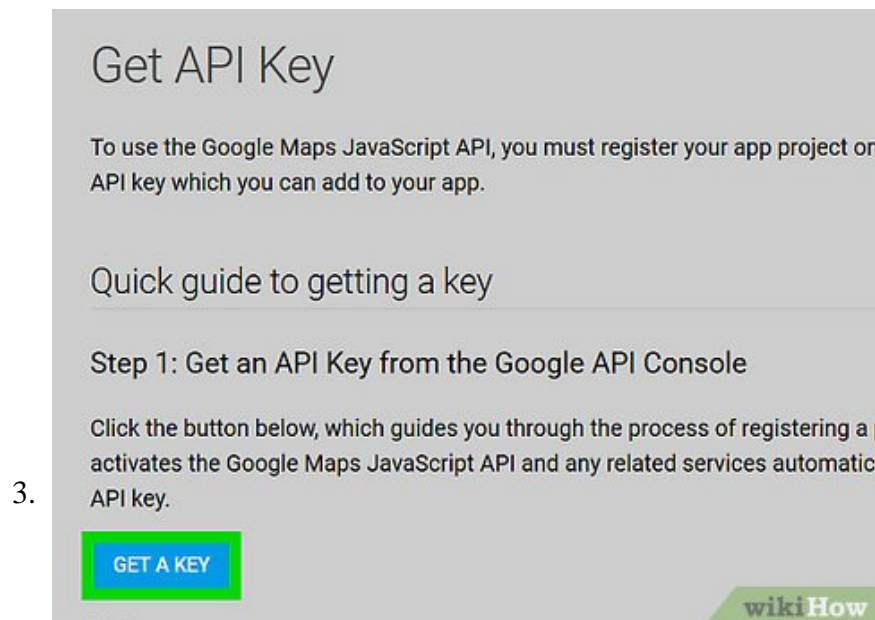 Get API Key
To use the Google Maps JavaScript API, you must register your app project on
API key which you can add to your app.
Quick guide to getting a key
Step 1: Get an API Key from the Google API Console
Click the button below, which guides you through the process of registering a
activates the Google Maps JavaScript API and any related services automatic
3. API key.
GET A KEY
wikiHow